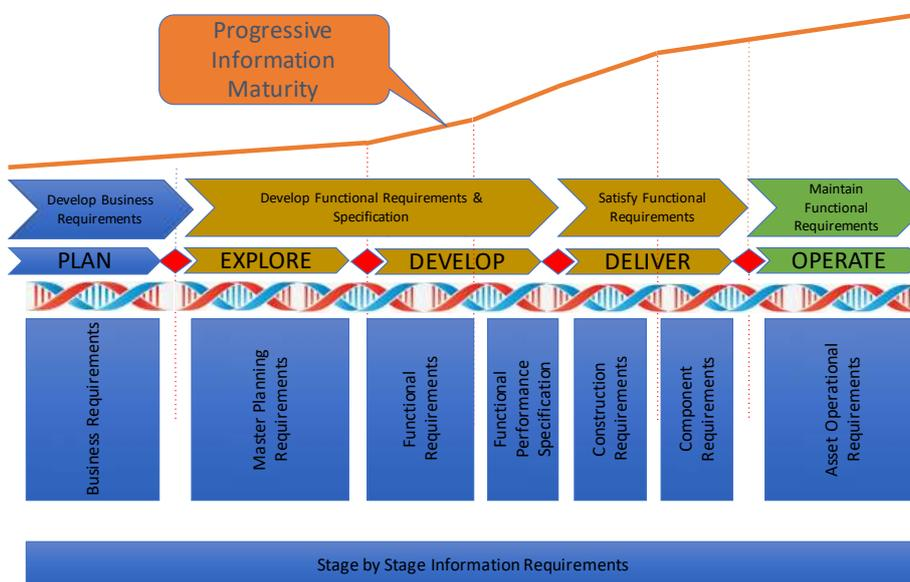 Progressive
Information
Maturity
Develop Business
Requirements
Develop Functional Requirements &
Specification
Satisfy Functional
Requirements
Maintain
Functional
Requirements
PLAN
EXPLORE
DEVELOP
DELIVER
OPERATE
Business Requirements
Master Planning
Requirements
Functional
Requirements
Functional
Performance
Specification
Construction
Requirements
Component
Requirements
Asset Operational
Requirements
Stage by Stage Information Requirements